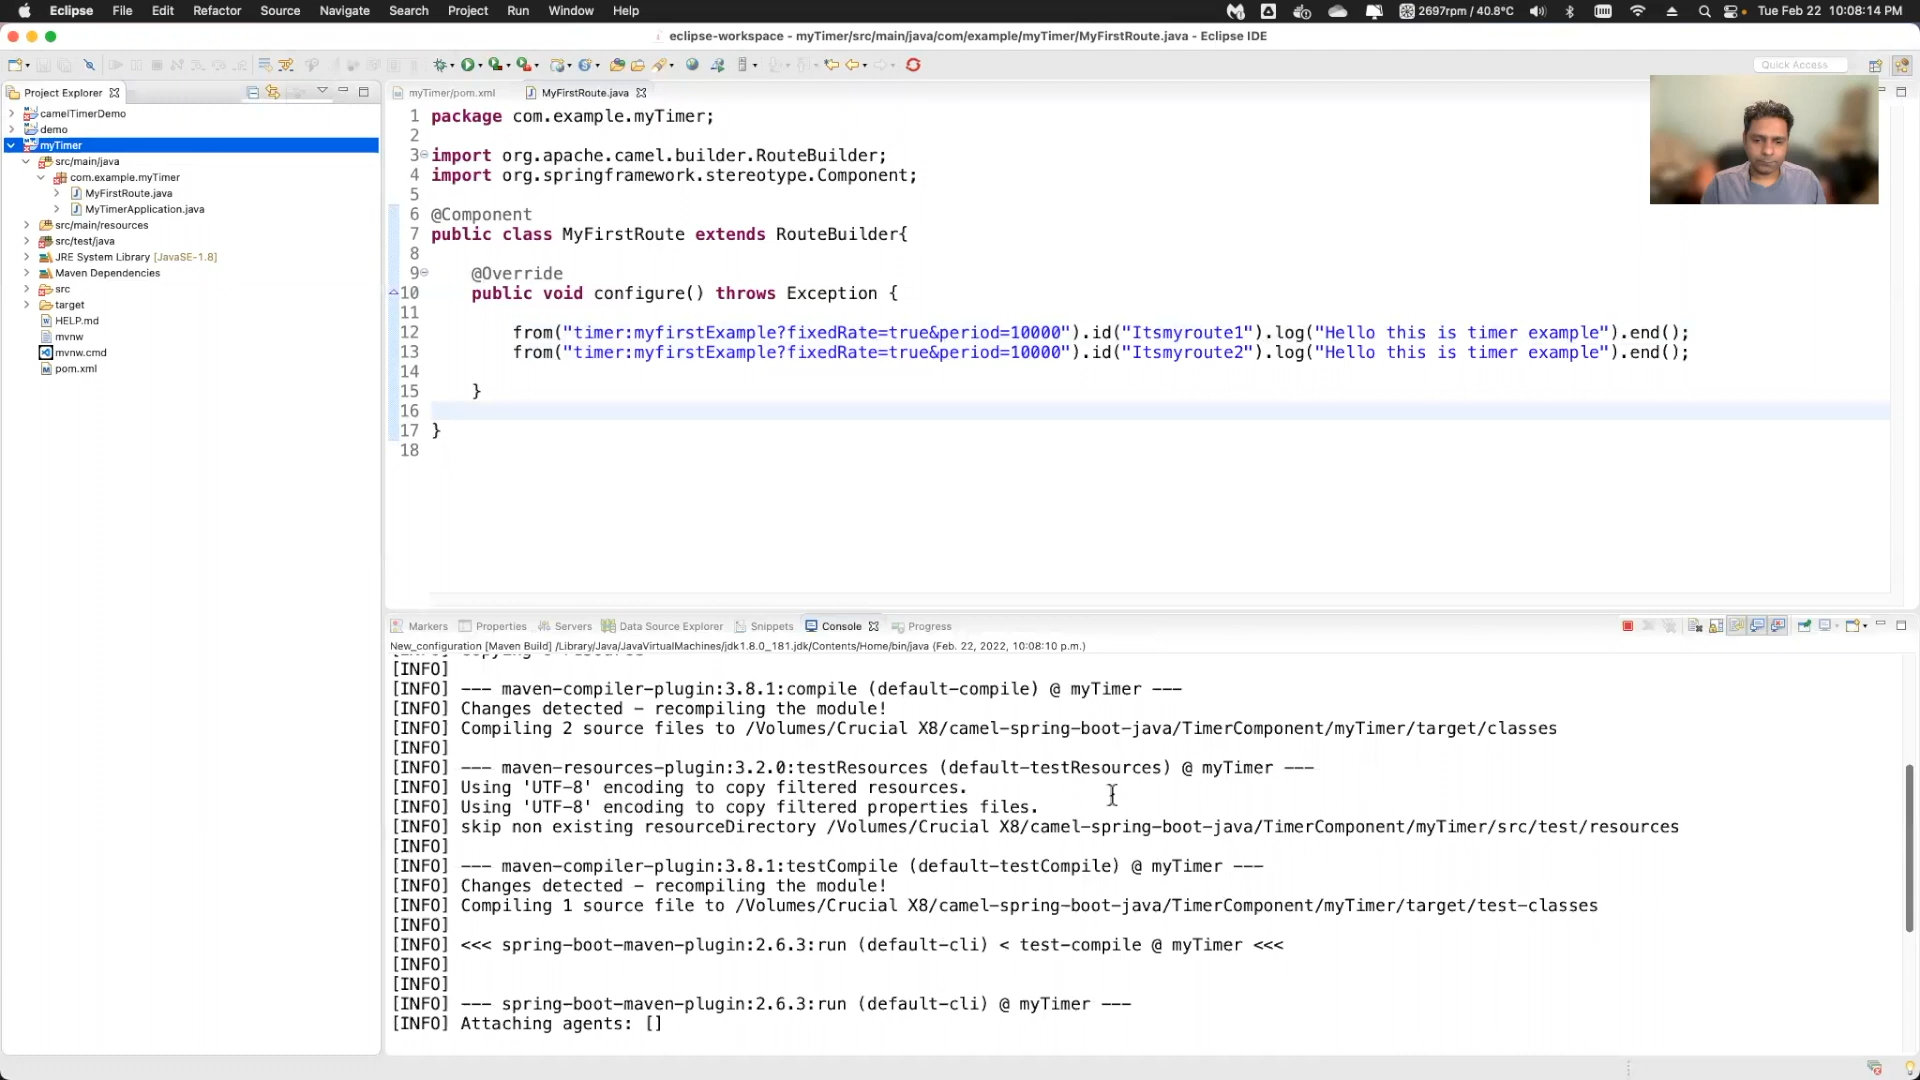 Eclipse File Edit Refactor Source Navigate Search Project Run Window Help
2697rpm / 40.8°C Tue Feb 22 10:08:14 PM
eclipse-workspace - myTimer/src/main/java/com/example/myTimer/MyFirstRoute.java - Eclipse IDE
Quick Access
Project Explorer
camelTimerDemo
demo
myTimer
src/main/java
com.example.myTimer
MyFirstRoute.java
MyTimerApplication.java
src/main/resources
src/test/java
JRE System Library [JavaSE-1.8]
Maven Dependencies
src
target
HELP.md
mvnw
mvnw.cmd
pom.xml
myTimer/pom.xml MyFirstRoute.java
1 package com.example.myTimer;
2
3 import org.apache.camel.builder.RouteBuilder;
4 import org.springframework.stereotype.Component;
5
6 @Component
7 public class MyFirstRoute extends RouteBuilder{
8
9 @Override
10 public void configure() throws Exception {
11
12 from("timer:myfirstExample?fixedRate=true&period=10000").id("Itsmyroute1").log("Hello this is timer example").end();
13 from("timer:myfirstExample?fixedRate=true&period=10000").id("Itsmyroute2").log("Hello this is timer example").end();
14
15 }
16
17 }
18
Markers Properties Servers Data Source Explorer Snippets Console Progress
New_configuration [Maven Build] /Library/Java/JavaVirtualMachines/jdk1.8.0_181.jdk/Contents/Home/bin/java (Feb. 22, 2022, 10:08:10 p.m.)
[INFO]
[INFO] --- maven-compiler-plugin:3.8.1:compile (default-compile) @ myTimer ---
[INFO] Changes detected - recompiling the module!
[INFO] Compiling 2 source files to /Volumes/Crucial X8/camel-spring-boot-java/TimerComponent/myTimer/target/classes
[INFO]
[INFO] --- maven-resources-plugin:3.2.0:testResources (default-testResources) @ myTimer ---
[INFO] Using 'UTF-8' encoding to copy filtered resources.
[INFO] Using 'UTF-8' encoding to copy filtered properties files.
[INFO] skip non existing resourceDirectory /Volumes/Crucial X8/camel-spring-boot-java/TimerComponent/myTimer/src/test/resources
[INFO]
[INFO] --- maven-compiler-plugin:3.8.1:testCompile (default-testCompile) @ myTimer ---
[INFO] Changes detected - recompiling the module!
[INFO] Compiling 1 source file to /Volumes/Crucial X8/camel-spring-boot-java/TimerComponent/myTimer/target/test-classes
[INFO]
[INFO] <<< spring-boot-maven-plugin:2.6.3:run (default-cli) < test-compile @ myTimer <<<
[INFO]
[INFO]
[INFO] --- spring-boot-maven-plugin:2.6.3:run (default-cli) @ myTimer ---
[INFO] Attaching agents: []